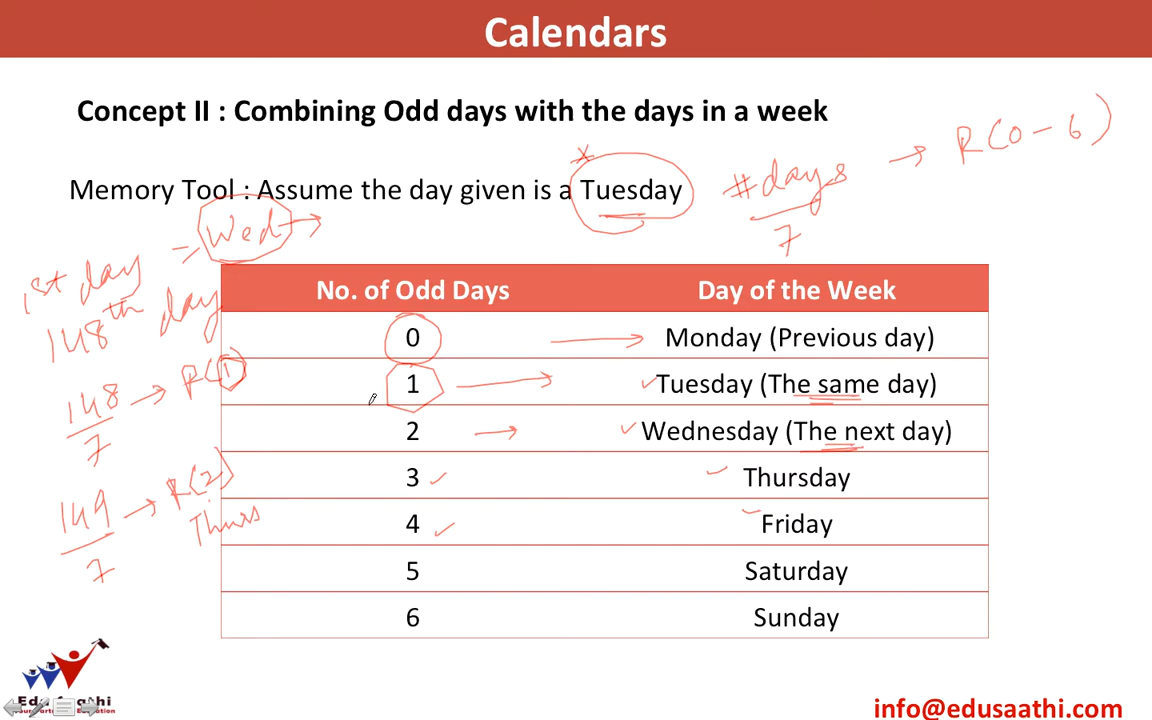 Calendars
Concept II : Combining Odd days with the days in a week
Memory Tool : Assume the day given is a Tuesday
# days → R(0 - 6)
7
1st day = Wed →
148th day
148 → R(1)
7
149 → R(2)
7 Thurs
No. of Odd Days Day of the Week
0 Monday (Previous day)
1 Tuesday (The same day)
2 Wednesday (The next day)
3 Thursday
4 Friday
5 Saturday
6 Sunday
info@edusaathi.com